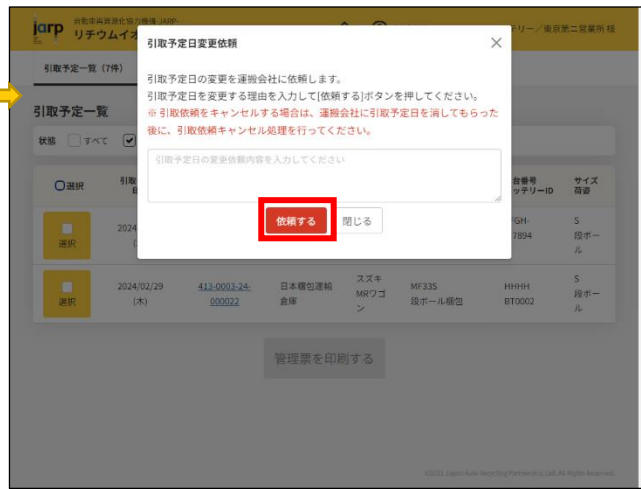 jarp
自動車再資源化協力機構-JARP-
リチウムイオ
テリー／東京第二営業所 様
引取予定日変更依頼
引取予定一覧（7件）
引取予定日の変更を運搬会社に依頼します。
引取予定日を変更する理由を入力して[依頼する]ボタンを押してください。
※ 引取依頼をキャンセルする場合は、運搬会社に引取予定日を消してもらった
後に、引取依頼キャンセル処理を行ってください。
引取予定一覧
状態 すべて
引取予定日の変更依頼内容を入力してください
依頼する 閉じる
選択 引取 台番号 サイズ
ッテリーID 荷姿
選択 2024 GH- S
7894 段ボー
ル
選択 2024/02/29 413-0003-24- 日本梱包運輸 スズキ MF33S HHHH S
(木) 000022 倉庫 MRワゴ 段ボール梱包 BT0002 段ボー
ン ル
管理票を印刷する
©2021 Japan Auto Recycling Partnership, Ltd. All Rights Reserved.